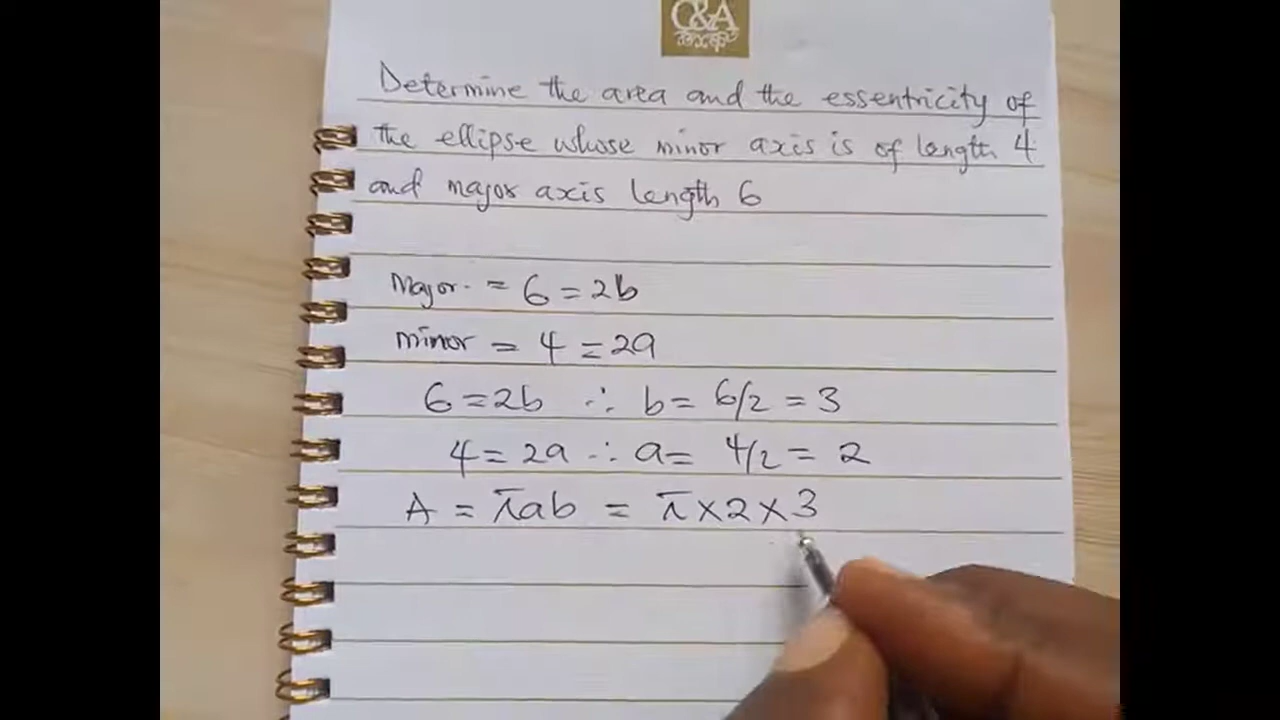 C&A
Determine the area and the essentricity of
the ellipse whose minor axis is of length 4
and major axis length 6
Major = 6 = 2b
minor = 4 = 2a
6 = 2b ∴ b = 6/2 = 3
4 = 2a ∴ a = 4/2 = 2
A = πab = π × 2 × 3